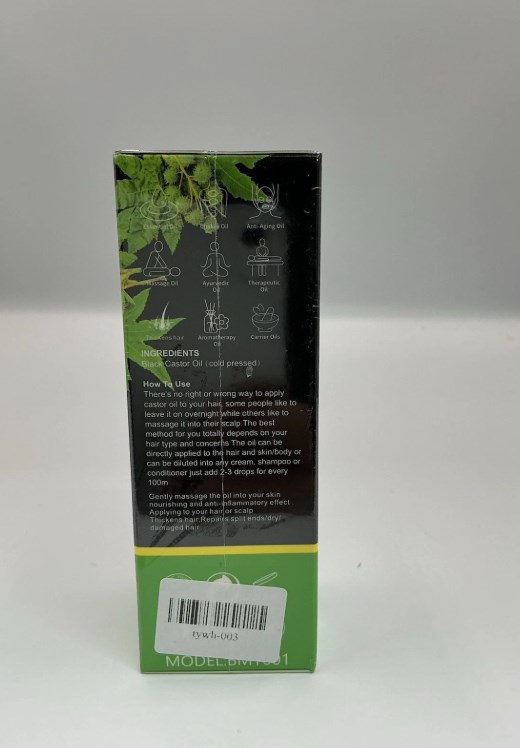 Anti-Aging Oil
Massage Oil
Ayurvedic
Oil
Therapeutic
Oil
Thickens hair
Aromatherapy
Oil
Carrier Oils
INGREDIENTS
Black Castor Oil (cold pressed).
How To Use
There's no right or wrong way to apply
castor oil to your hair, some people like to
leave it on overnight while others like to
massage it into their scalp.The best
method for you totally depends on your
hair type and concerns The oil can be
directly applied to the hair and skin/body or
can be diluted into any cream, shampoo or
conditioner just add 2-3 drops for every
100m
Gently massage the oil into your skin
nourishing and anti-inflammatory effect
Applying to your hair or scalp
Thickens hair,Repairs split ends/dry/
damaged hair.
tywh-003
MODEL: